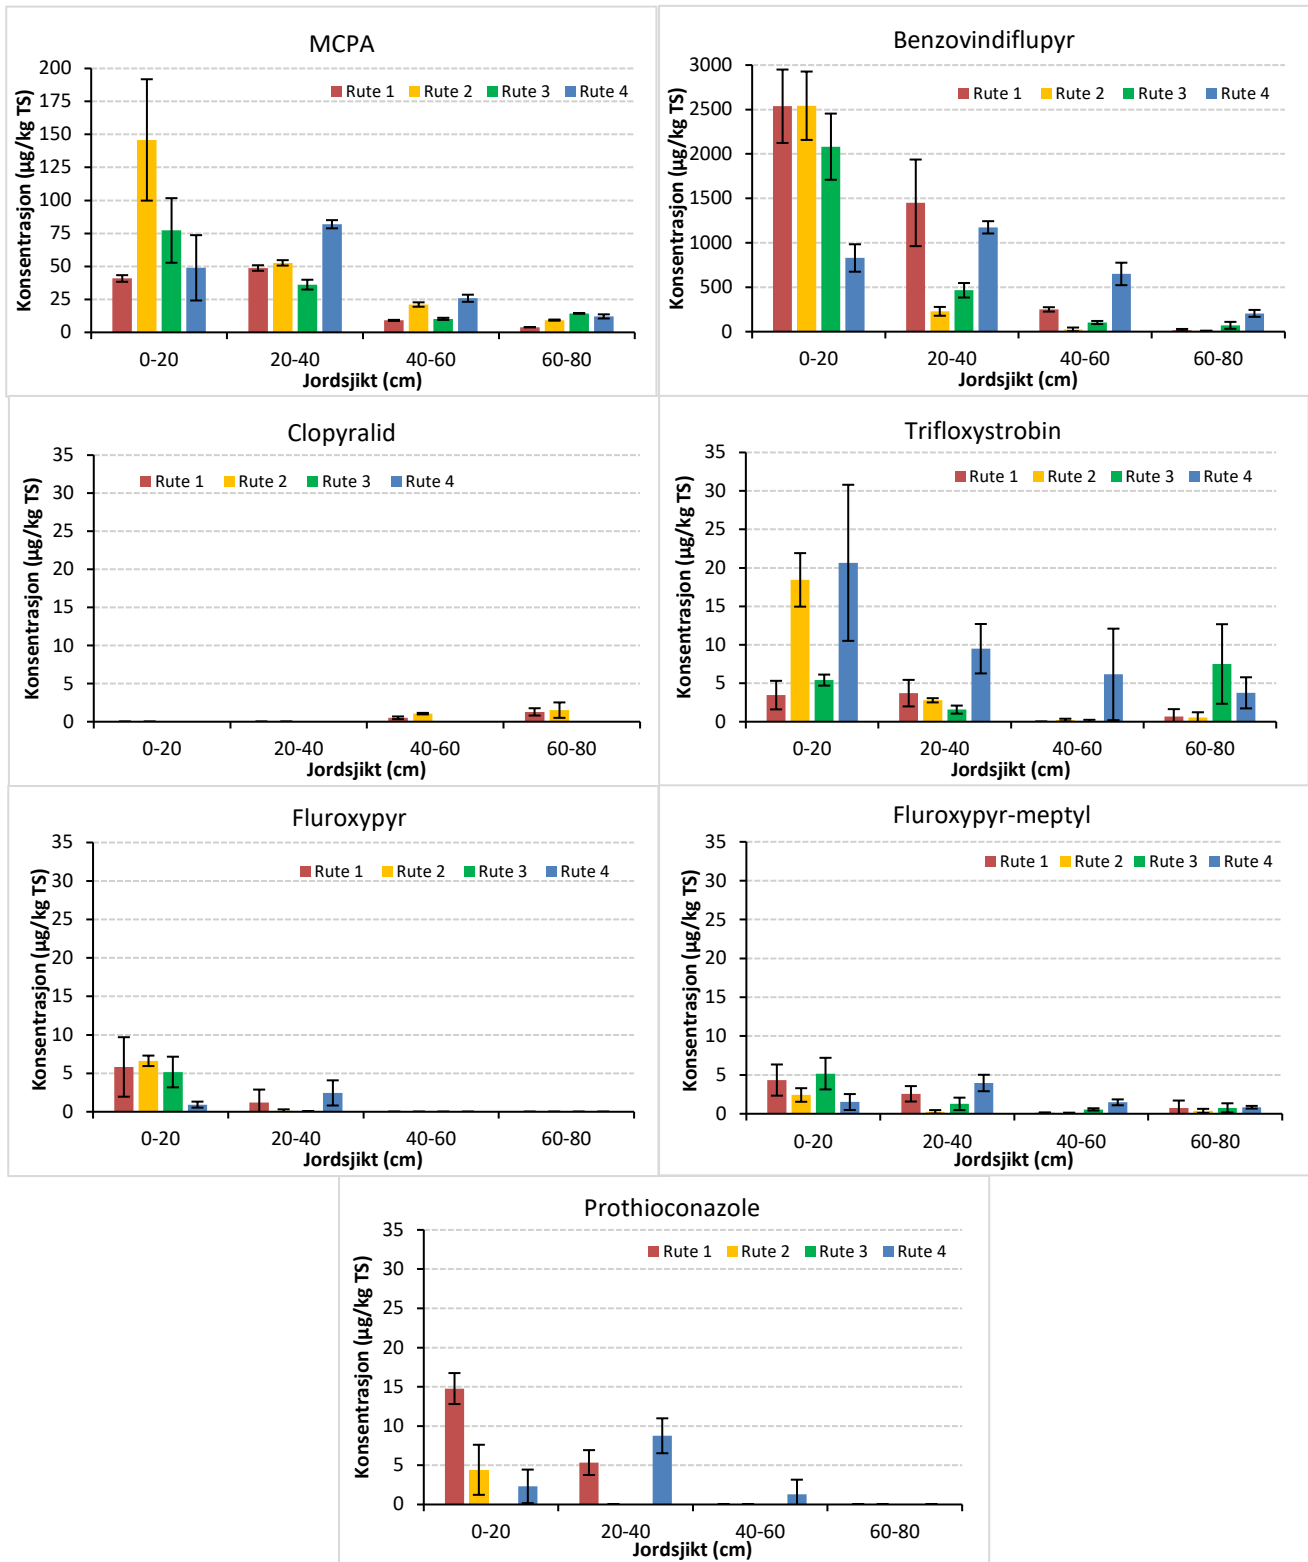 MCPA
Konsentrasjon (µg/kg TS)
200
175
150
125
100
75
50
25
0
Rute 1 Rute 2 Rute 3 Rute 4
0-20 20-40 40-60 60-80
Jordsjikt (cm)
Benzovindiflupyr
Konsentrasjon (µg/kg TS)
3000
2500
2000
1500
1000
500
0
Rute 1 Rute 2 Rute 3 Rute 4
0-20 20-40 40-60 60-80
Jordsjikt (cm)
Clopyralid
Konsentrasjon (µg/kg TS)
35
30
25
20
15
10
5
0
Rute 1 Rute 2 Rute 3 Rute 4
0-20 20-40 40-60 60-80
Jordsjikt (cm)
Trifloxystrobin
Konsentrasjon (µg/kg TS)
35
30
25
20
15
10
5
0
Rute 1 Rute 2 Rute 3 Rute 4
0-20 20-40 40-60 60-80
Jordsjikt (cm)
Fluroxypyr
Konsentrasjon (µg/kg TS)
35
30
25
20
15
10
5
0
Rute 1 Rute 2 Rute 3 Rute 4
0-20 20-40 40-60 60-80
Jordsjikt (cm)
Fluroxypyr-meptyl
Konsentrasjon (µg/kg TS)
35
30
25
20
15
10
5
0
Rute 1 Rute 2 Rute 3 Rute 4
0-20 20-40 40-60 60-80
Jordsjikt (cm)
Prothioconazole
Konsentrasjon (µg/kg TS)
35
30
25
20
15
10
5
0
Rute 1 Rute 2 Rute 3 Rute 4
0-20 20-40 40-60 60-80
Jordsjikt (cm)